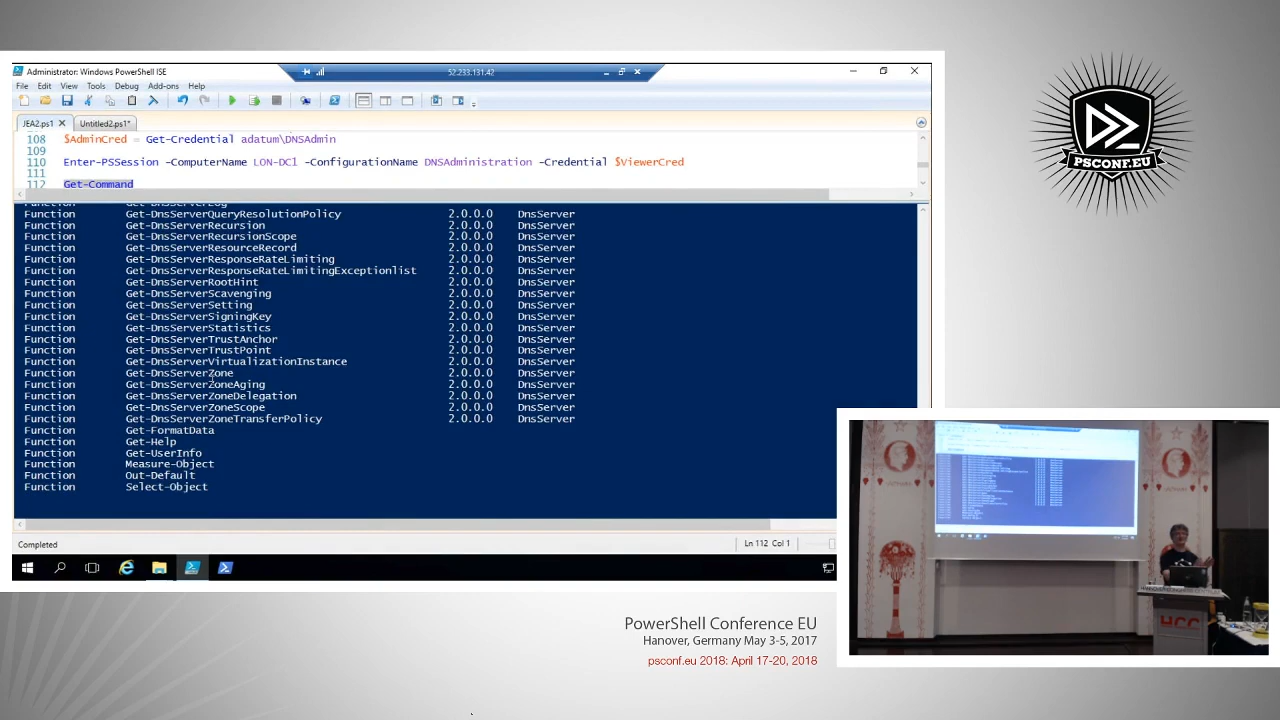 Administrator: Windows PowerShell ISE
52.233.131.42
File Edit View Tools Debug Add-ons Help
JEA2.ps1 Untitled2.ps1*
108 $AdminCred = Get-Credential adatum\DNSAdmin
109
110 Enter-PSSession -ComputerName LON-DC1 -ConfigurationName DNSAdministration -Credential $ViewerCred
111
112 Get-Command
Function Get-DnsServerQueryResolutionPolicy 2.0.0.0 DnsServer
Function Get-DnsServerRecursion 2.0.0.0 DnsServer
Function Get-DnsServerRecursionScope 2.0.0.0 DnsServer
Function Get-DnsServerResourceRecord 2.0.0.0 DnsServer
Function Get-DnsServerResponseRateLimiting 2.0.0.0 DnsServer
Function Get-DnsServerResponseRateLimitingExceptionlist 2.0.0.0 DnsServer
Function Get-DnsServerRootHint 2.0.0.0 DnsServer
Function Get-DnsServerScavenging 2.0.0.0 DnsServer
Function Get-DnsServerSetting 2.0.0.0 DnsServer
Function Get-DnsServerSigningKey 2.0.0.0 DnsServer
Function Get-DnsServerStatistics 2.0.0.0 DnsServer
Function Get-DnsServerTrustAnchor 2.0.0.0 DnsServer
Function Get-DnsServerTrustPoint 2.0.0.0 DnsServer
Function Get-DnsServerVirtualizationInstance 2.0.0.0 DnsServer
Function Get-DnsServerZone 2.0.0.0 DnsServer
Function Get-DnsServerZoneAging 2.0.0.0 DnsServer
Function Get-DnsServerZoneDelegation 2.0.0.0 DnsServer
Function Get-DnsServerZoneScope 2.0.0.0 DnsServer
Function Get-DnsServerZoneTransferPolicy 2.0.0.0 DnsServer
Function Get-FormatData
Function Get-Help
Function Get-UserInfo
Function Measure-Object
Function Out-Default
Function Select-Object
Completed
Ln 112 Col 1
PSCONF.EU
HCC
PowerShell Conference EU
Hanover, Germany May 3-5, 2017
psconf.eu 2018: April 17-20, 2018